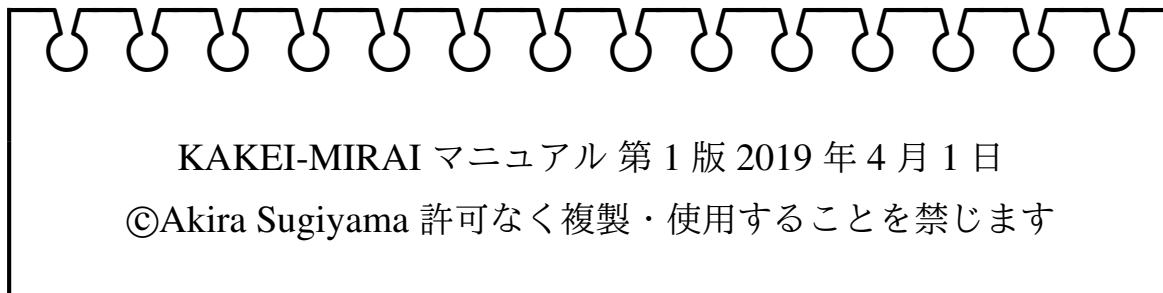 KAKEI-MIRAI マニュアル 第 1 版 2019 年 4 月 1 日
©Akira Sugiyama 許可なく複製・使用することを禁じます